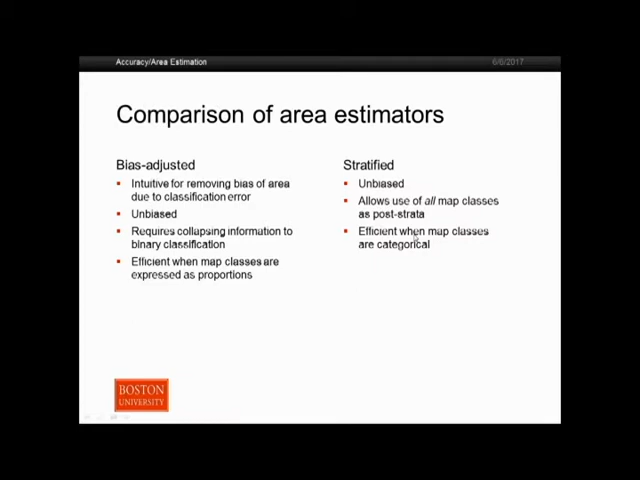 Accuracy/Area Estimation
6/6/2017
Comparison of area estimators
Bias-adjusted
Intuitive for removing bias of area
due to classification error
Unbiased
Requires collapsing information to
binary classification
Efficient when map classes are
expressed as proportions
Stratified
Unbiased
Allows use of all map classes
as post-strata
Efficient when map classes
are categorical
BOSTON
UNIVERSITY